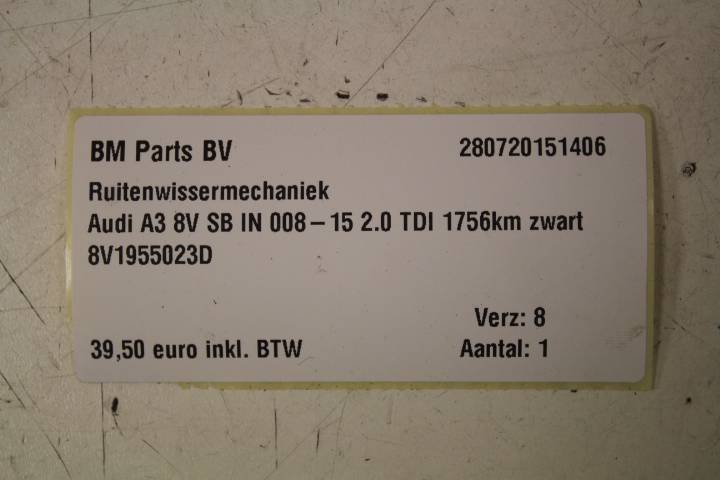 BM Parts BV 280720151406
Ruitenwissermechaniek
Audi A3 8V SB IN 008–15 2.0 TDI 1756km zwart
8V1955023D
Verz: 8
39,50 euro inkl. BTW Aantal: 1